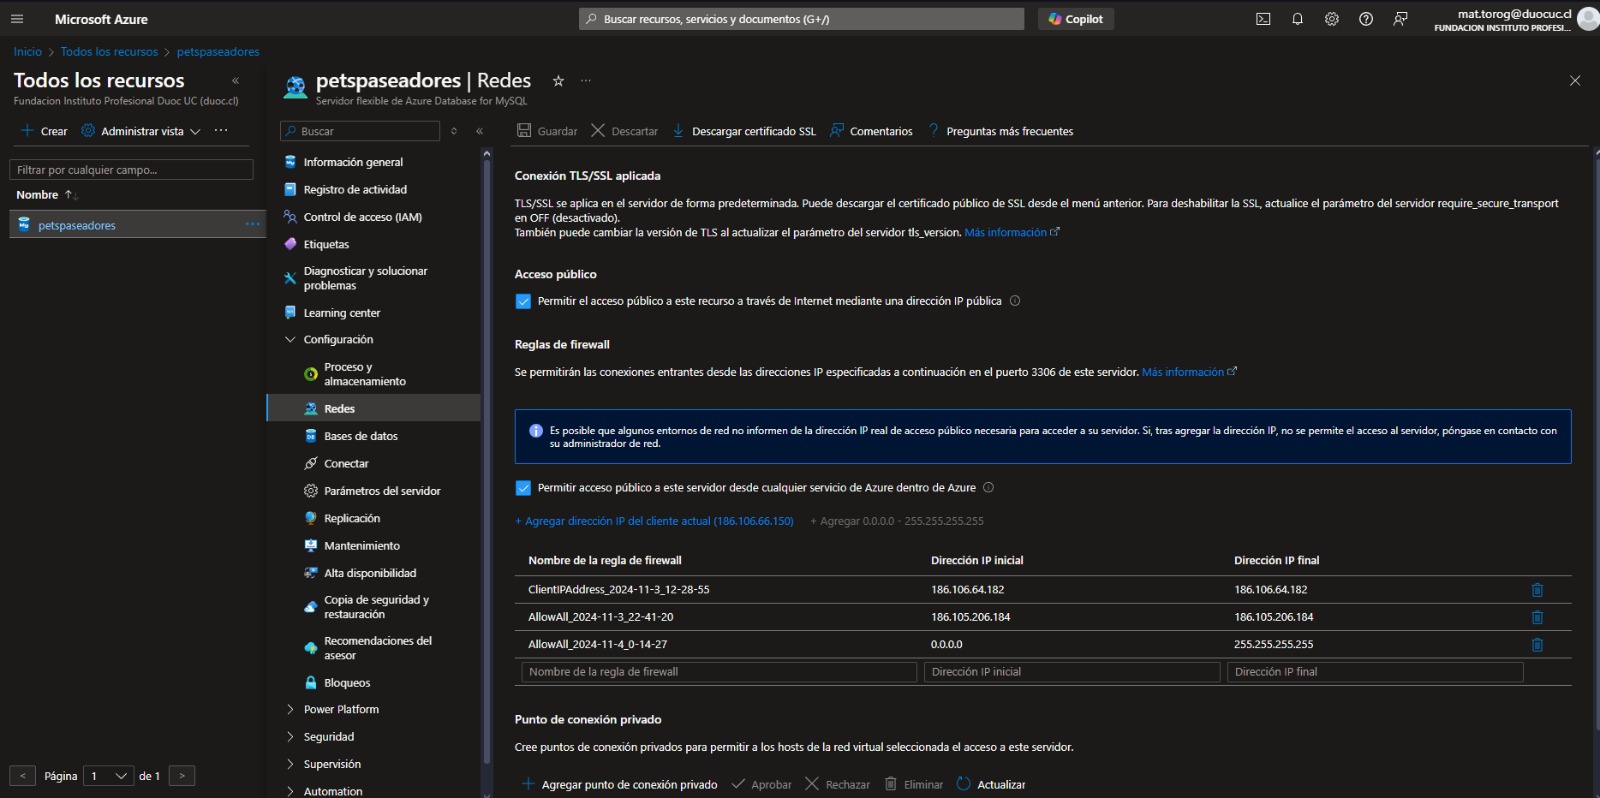 Microsoft Azure
Buscar recursos, servicios y documentos (G+/)
Copilot
mat.torog@duocuc.cl
FUNDACION INSTITUTO PROFESI...
Inicio > Todos los recursos > petspaseadores
Todos los recursos
Fundacion Instituto Profesional Duoc UC (duoc.cl)
Crear
Administrar vista
Filtrar por cualquier campo...
Nombre
petspaseadores
Página 1 de 1
petspaseadores | Redes
Servidor flexible de Azure Database for MySQL
Buscar
Información general
Registro de actividad
Control de acceso (IAM)
Etiquetas
Diagnosticar y solucionar
problemas
Learning center
Configuración
Proceso y
almacenamiento
Redes
Bases de datos
Conectar
Parámetros del servidor
Replicación
Mantenimiento
Alta disponibilidad
Copia de seguridad y
restauración
Recomendaciones del
asesor
Bloqueos
Power Platform
Seguridad
Supervisión
Automation
Guardar
Descartar
Descargar certificado SSL
Comentarios
Preguntas más frecuentes
Conexión TLS/SSL aplicada
TLS/SSL se aplica en el servidor de forma predeterminada. Puede descargar el certificado público de SSL desde el menú anterior. Para deshabilitar la SSL, actualice el parámetro del servidor require_secure_transport
en OFF (desactivado).
También puede cambiar la versión de TLS al actualizar el parámetro del servidor tls_version. Más información
Acceso público
Permitir el acceso público a este recurso a través de Internet mediante una dirección IP pública
Reglas de firewall
Se permitirán las conexiones entrantes desde las direcciones IP especificadas a continuación en el puerto 3306 de este servidor. Más información
Es posible que algunos entornos de red no informen de la dirección IP real de acceso público necesaria para acceder a su servidor. Si, tras agregar la dirección IP, no se permite el acceso al servidor, póngase en contacto con
su administrador de red.
Permitir acceso público a este servidor desde cualquier servicio de Azure dentro de Azure
+ Agregar dirección IP del cliente actual (186.106.66.150)
+ Agregar 0.0.0.0 - 255.255.255.255
Nombre de la regla de firewall
Dirección IP inicial
Dirección IP final
ClientIPAddress_2024-11-3_12-28-55
186.106.64.182
186.106.64.182
AllowAll_2024-11-3_22-41-20
186.105.206.184
186.105.206.184
AllowAll_2024-11-4_0-14-27
0.0.0.0
255.255.255.255
Nombre de la regla de firewall
Dirección IP inicial
Dirección IP final
Punto de conexión privado
Cree puntos de conexión privados para permitir a los hosts de la red virtual seleccionada el acceso a este servidor.
Agregar punto de conexión privado
Aprobar
Rechazar
Eliminar
Actualizar